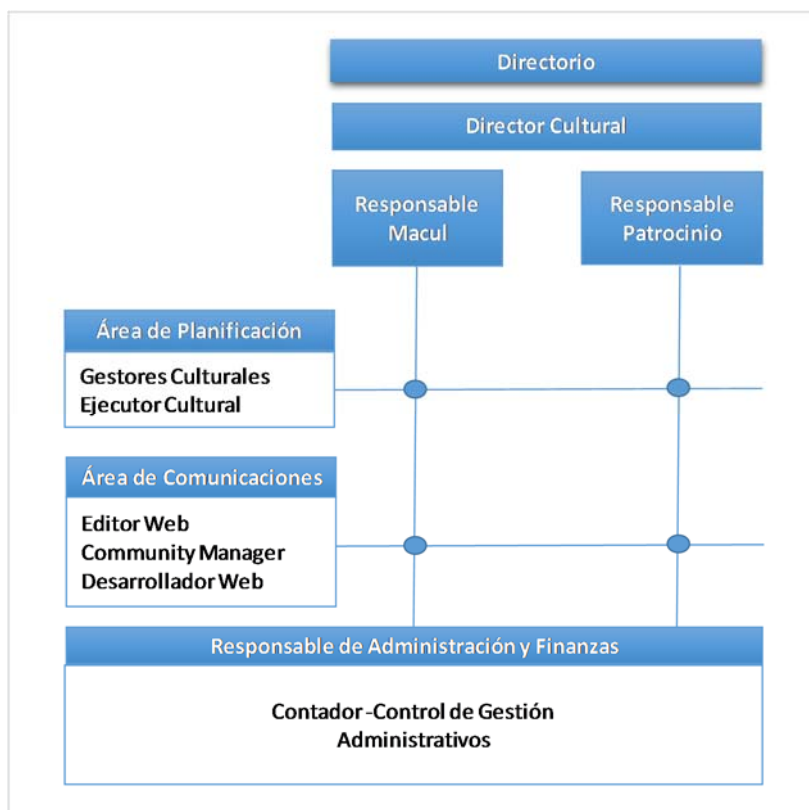 Directorio
Director Cultural
Responsable
Macul
Responsable
Patrocinio
Área de Planificación
Gestores Culturales
Ejecutor Cultural
Área de Comunicaciones
Editor Web
Community Manager
Desarrollador Web
Responsable de Administración y Finanzas
Contador -Control de Gestión
Administrativos